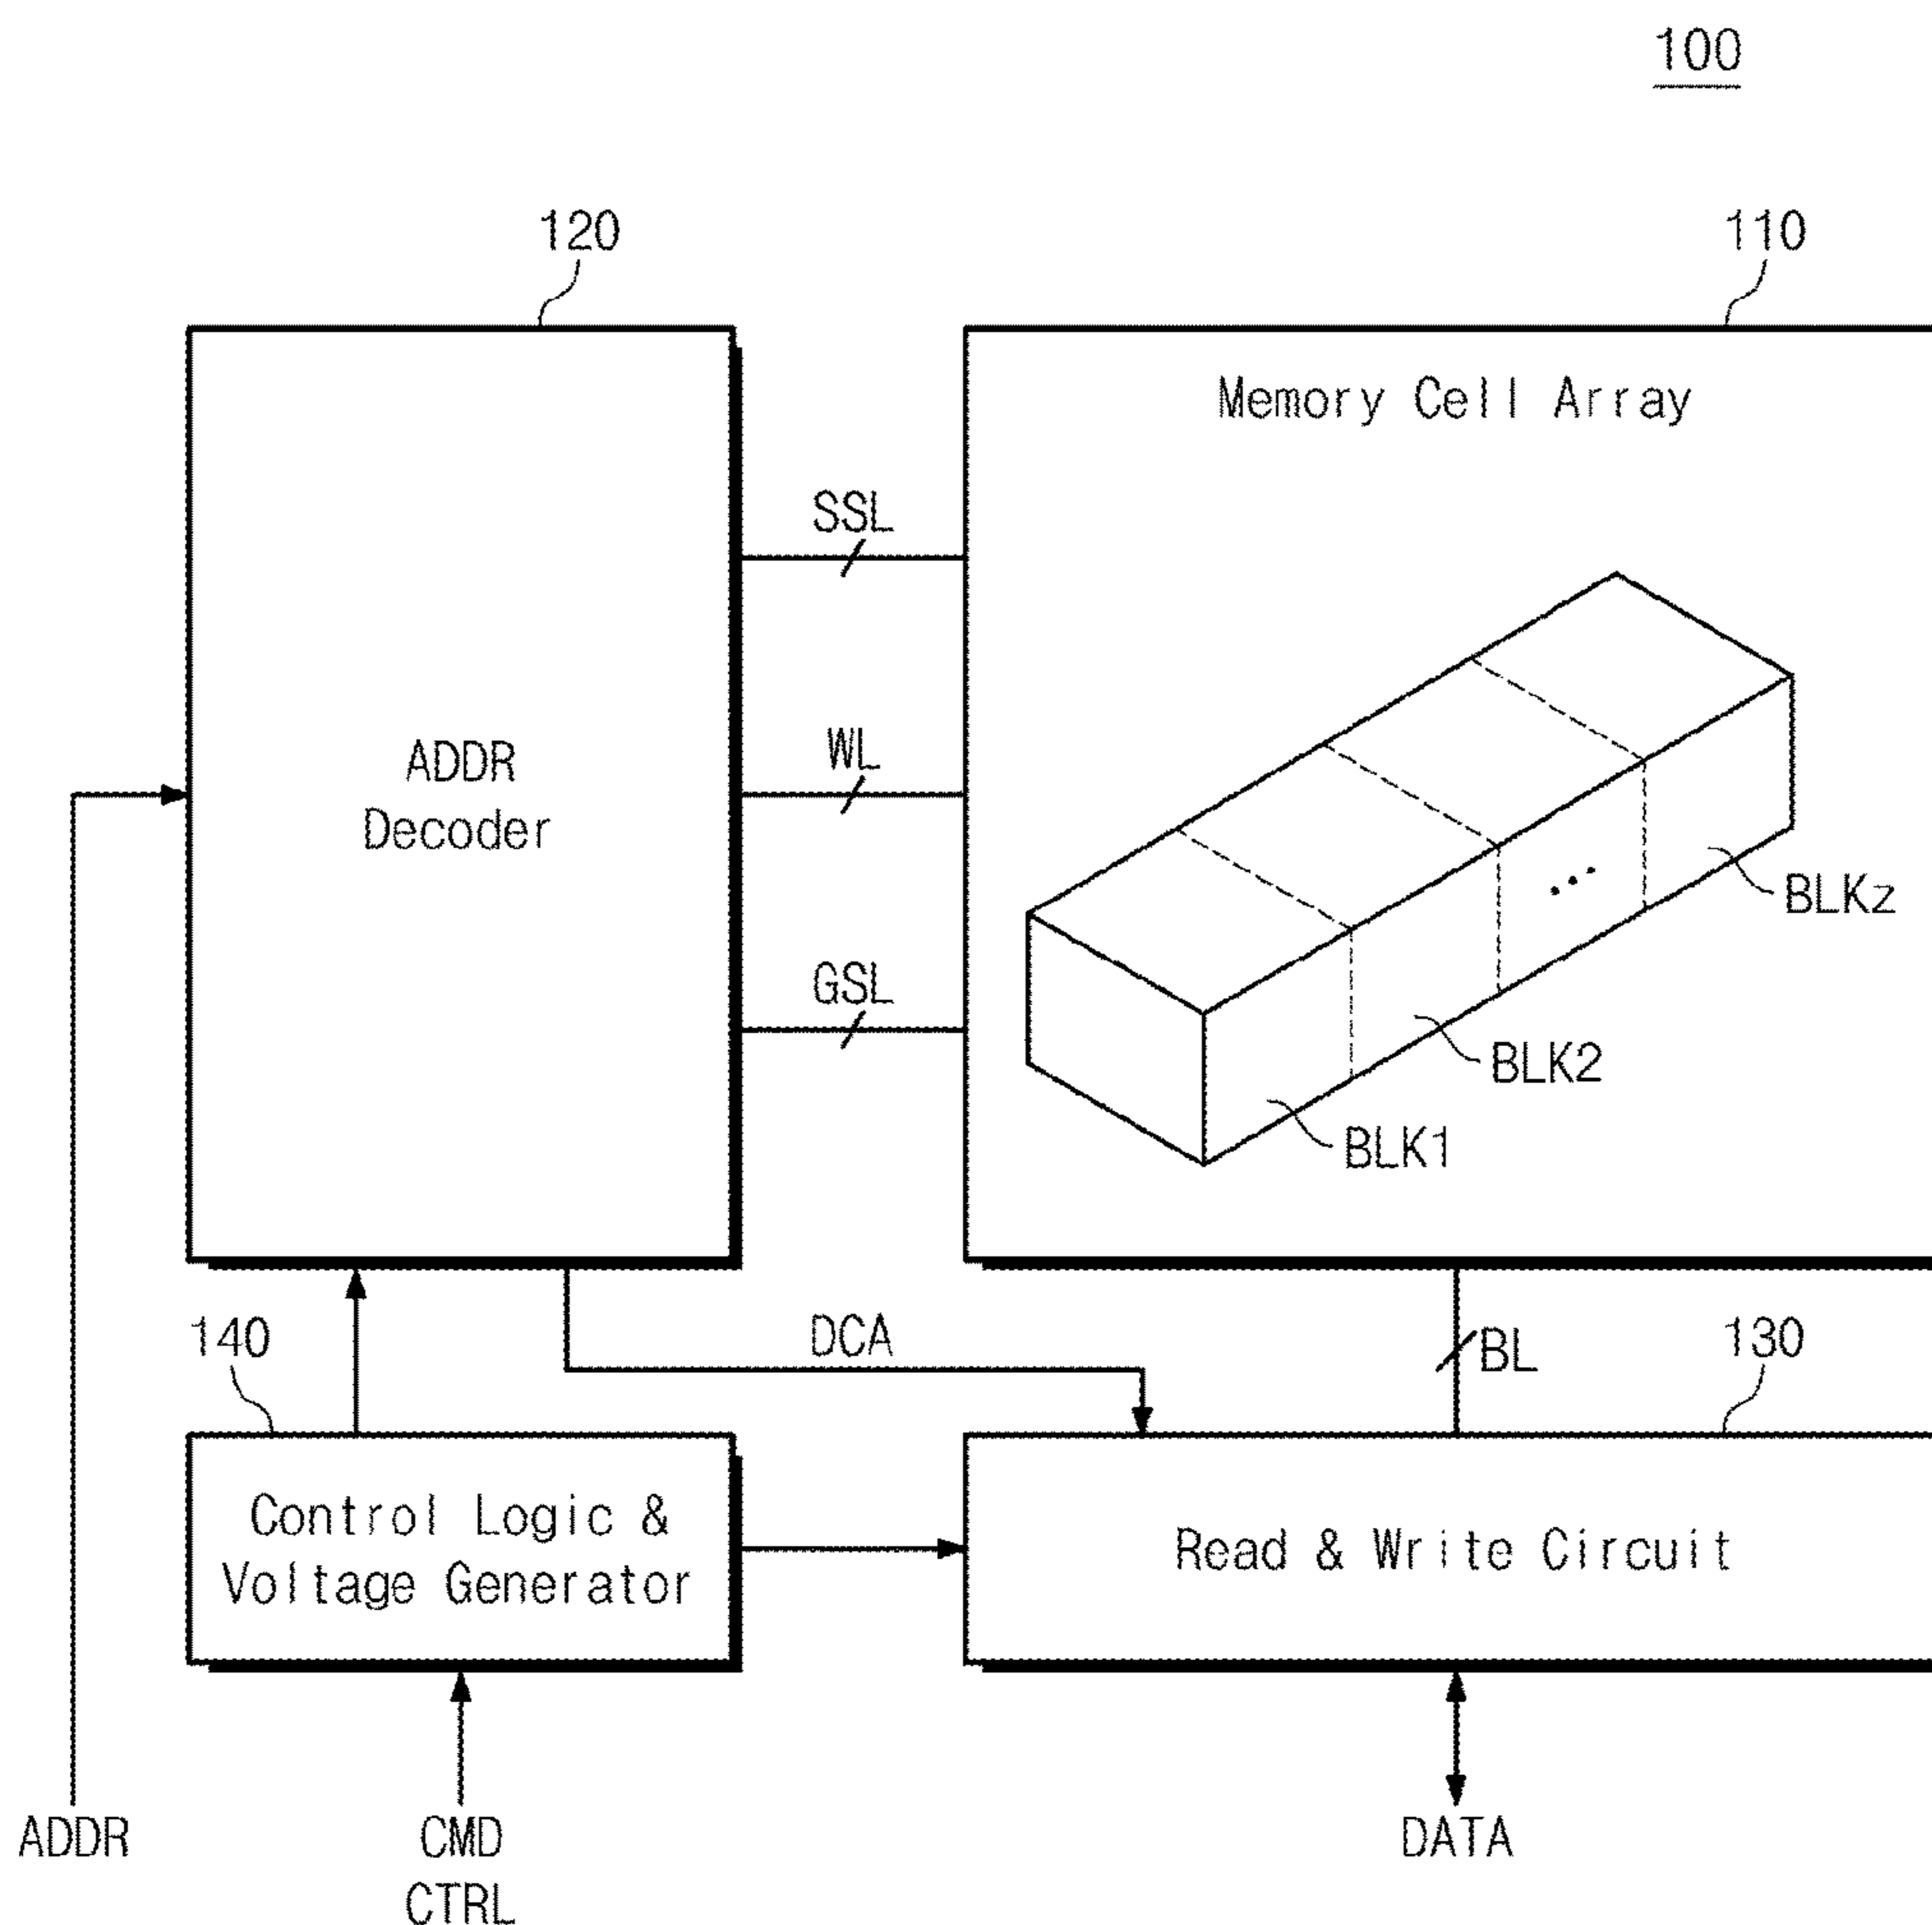 100
120
110
Memory Cell Array
SSL
ADDR
Decoder
WL
GSL
BLKz
BLK2
BLK1
140
DCA
BL
130
Control Logic &
Voltage Generator
Read & Write Circuit
ADDR
CMD
CTRL
DATA